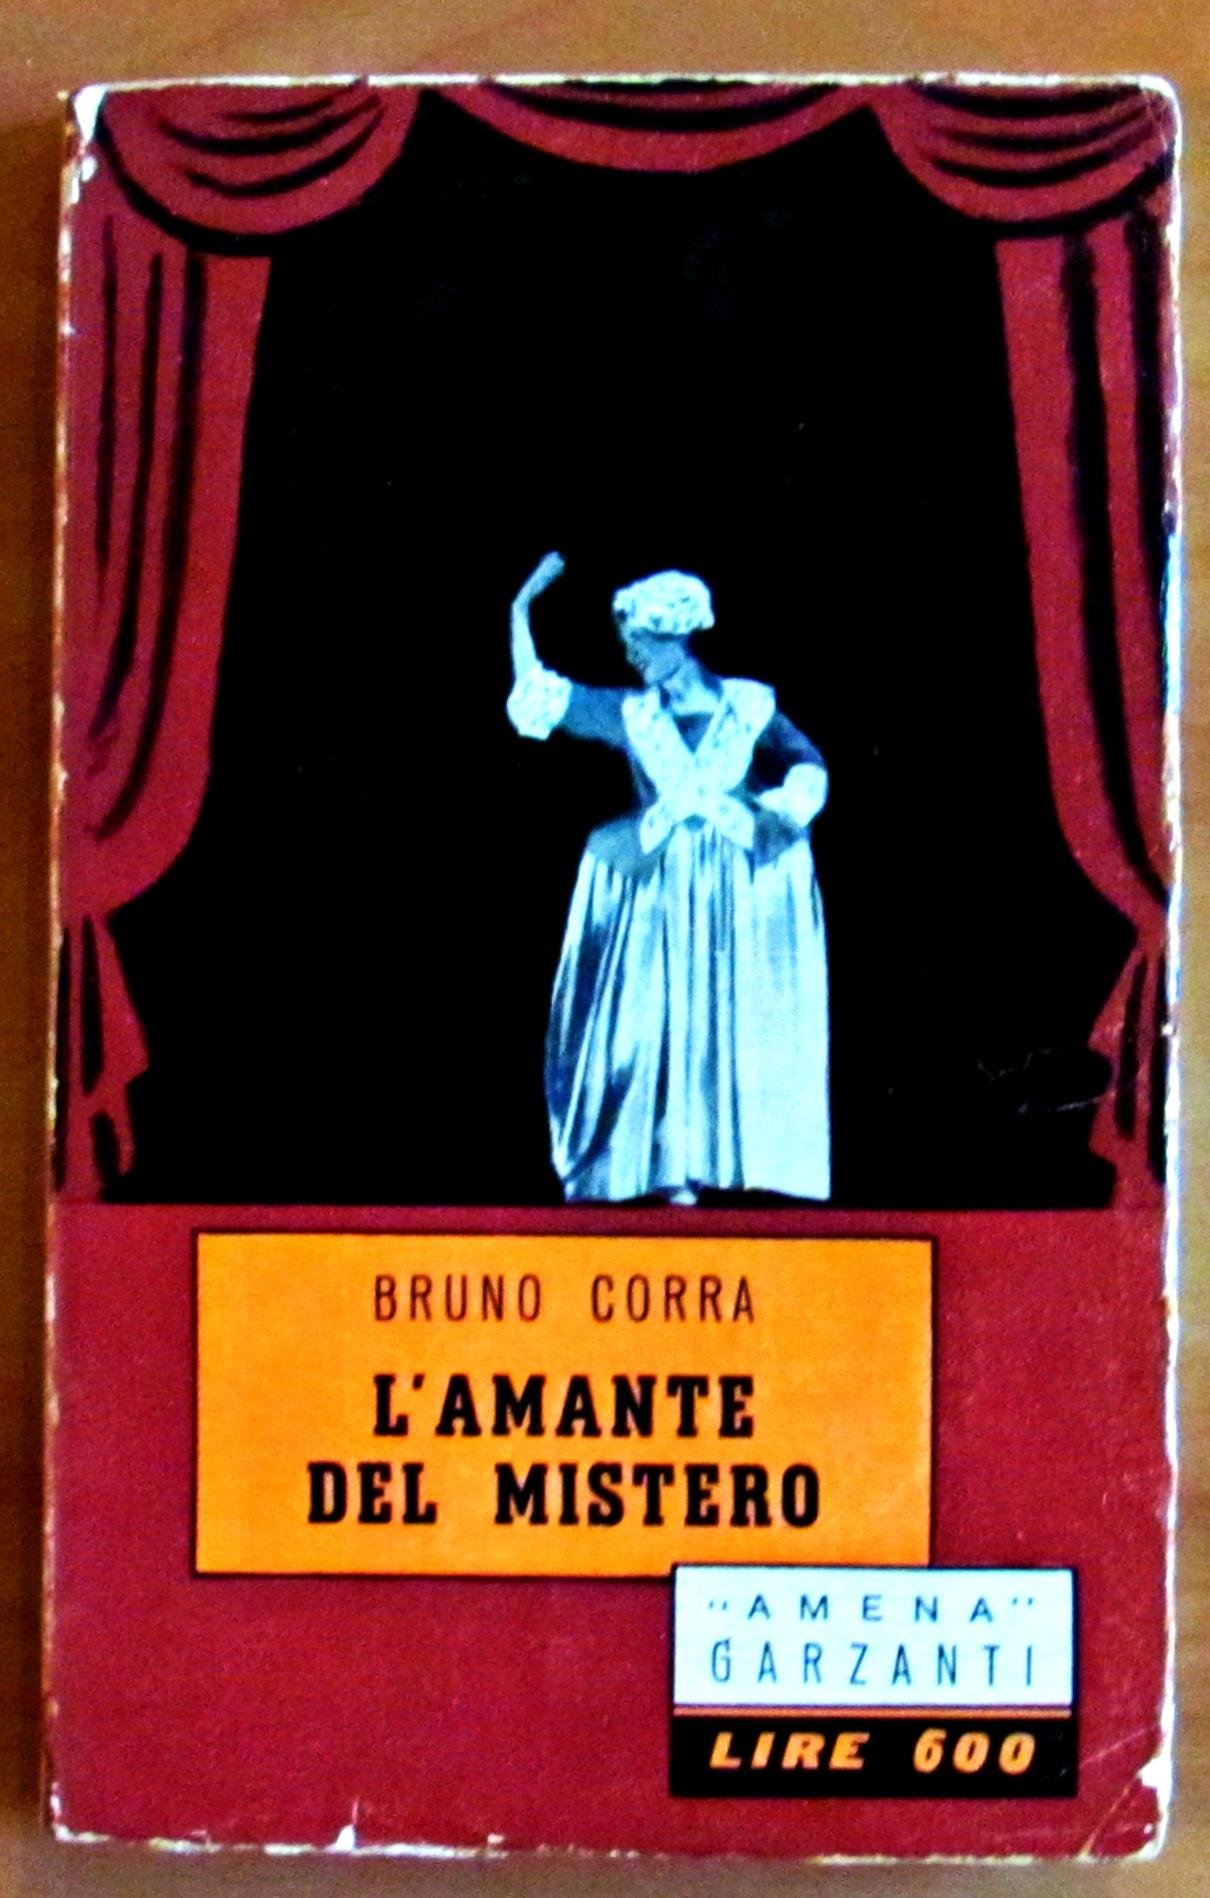 BRUNO CORRA
L'AMANTE
DEL MISTERO
"AMENA"
GARZANTI
LIRE 600